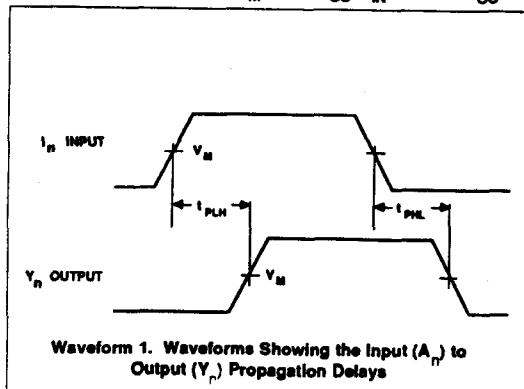 Iₙ INPUT
V_M
t_PLH
t_PHL
Yₙ OUTPUT
V_M
Waveform 1. Waveforms Showing the Input (Aₙ) to
Output (Yₙ) Propagation Delays